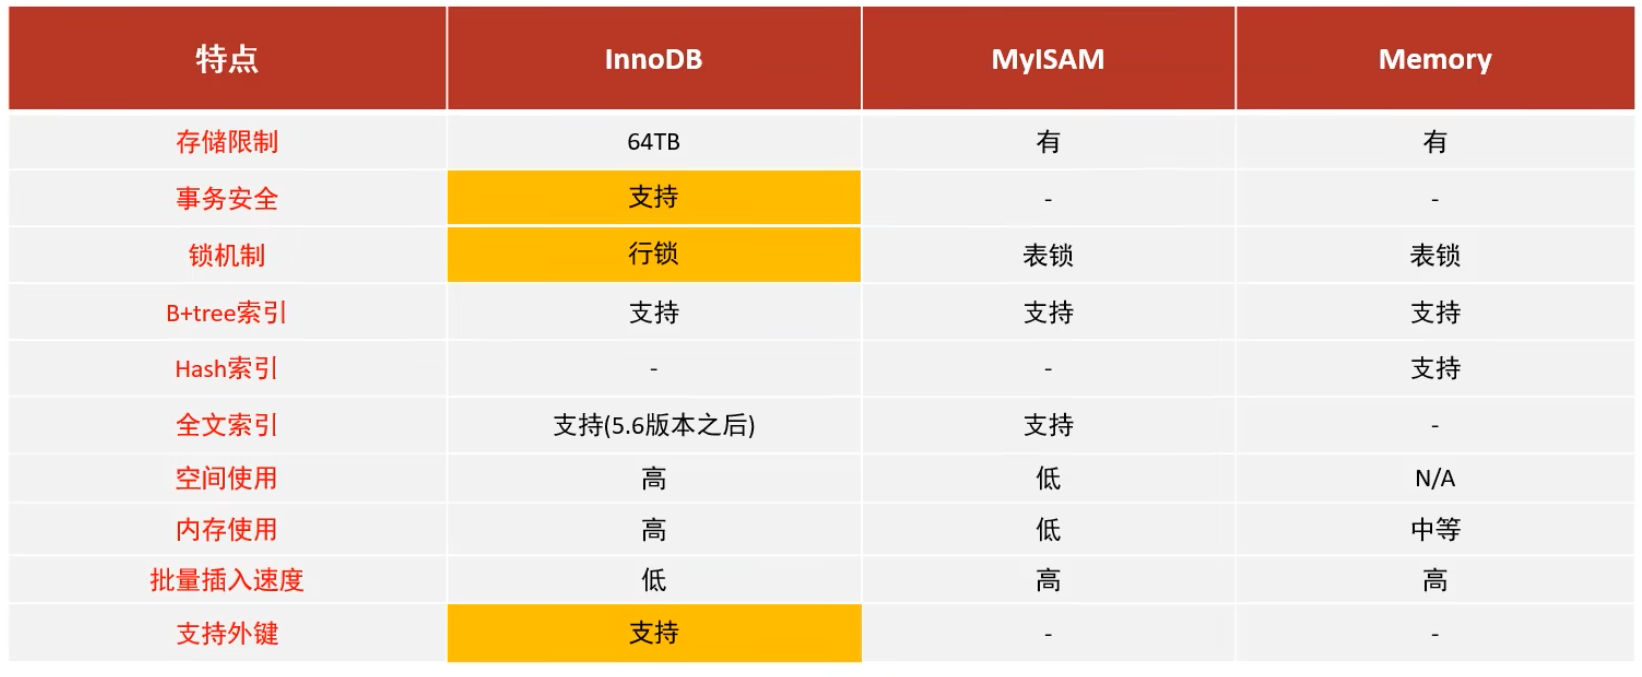 特点 InnoDB MyISAM Memory
存储限制 64TB 有 有
事务安全 支持 - -
锁机制 行锁 表锁 表锁
B+tree索引 支持 支持 支持
Hash索引 - - 支持
全文索引 支持(5.6版本之后) 支持 -
空间使用 高 低 N/A
内存使用 高 低 中等
批量插入速度 低 高 高
支持外键 支持 - -